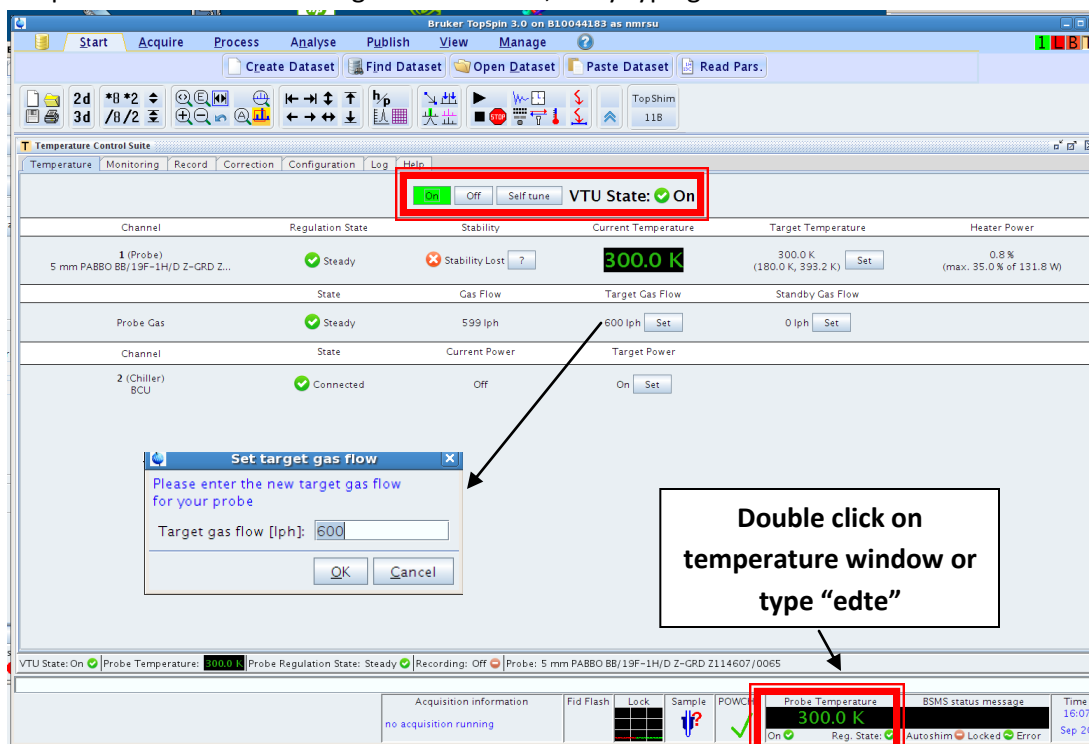 Bruker TopSpin 3.0 on B10044183 as nmrsu
Start Acquire Process Analyse Publish View Manage ?
1 L B T
Create Dataset Find Dataset Open Dataset Paste Dataset Read Pars.
2d *8 *2 h/p TopShim
3d /8 /2 STOP 11B
T Temperature Control Suite
Temperature Monitoring Record Correction Configuration Log Help
On Off Self tune VTU State: On
Channel Regulation State Stability Current Temperature Target Temperature Heater Power
1 (Probe)
5 mm PABBO BB/19F-1H/D Z-GRD Z... Steady Stability Lost ? 300.0 K 300.0 K
(180.0 K, 393.2 K) Set 0.8 %
(max. 35.0 % of 131.8 W)
State Gas Flow Target Gas Flow Standby Gas Flow
Probe Gas Steady 599 lph 600 lph Set 0 lph Set
Channel State Current Power Target Power
2 (Chiller)
BCU Connected Off On Set
Set target gas flow X
Please enter the new target gas flow
for your probe
Target gas flow [lph]: 600
OK Cancel
Double click on
temperature window or
type “edte”
VTU State: On Probe Temperature: 300.0 K Probe Regulation State: Steady Recording: Off Probe: 5 mm PABBO BB/19F-1H/D Z-GRD Z114607/0065
Acquisition information Fid Flash Lock Sample Probe Temperature BSMS status message Time
no acquisition running ? 300.0 K 16:07
On Reg. State: Autoshim Locked Error Sep